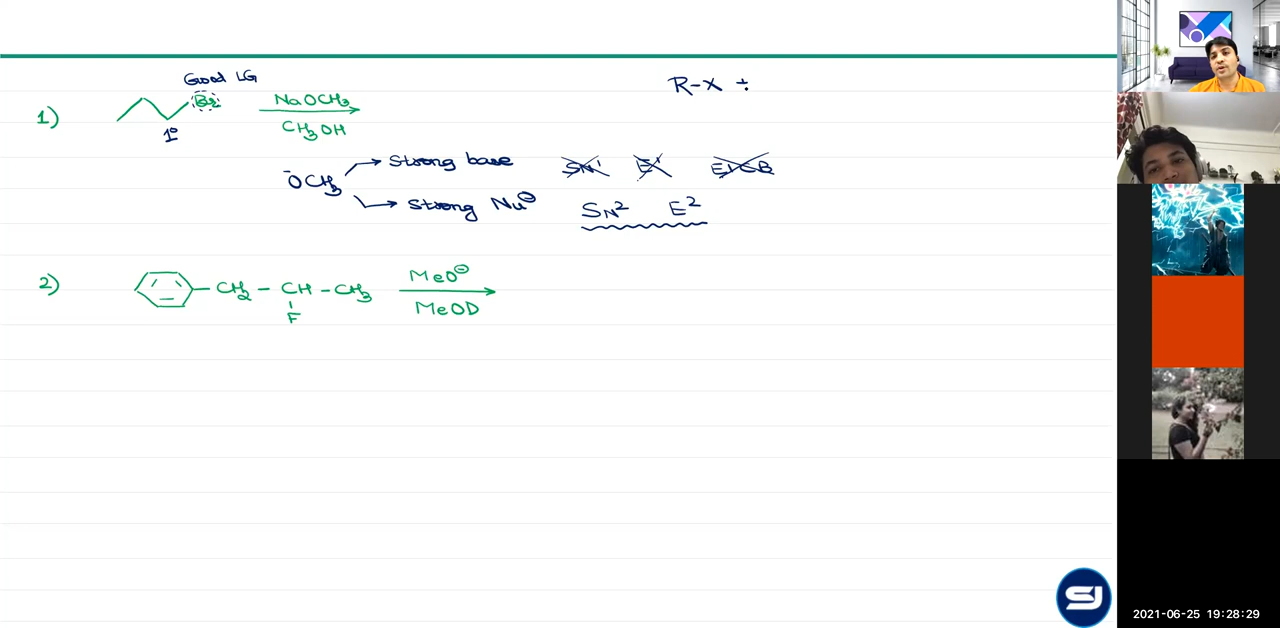 Good LG
R-X +
1) Br NaOCH3
CH3OH
1°
⁻OCH3 → Strong base SN1 E1 E1CB
→ Strong Nu⊖ SN2 E2
2) -CH2-CH-CH3 MeO⊖
F MeOD
SJ
2021-06-25 19:28:29